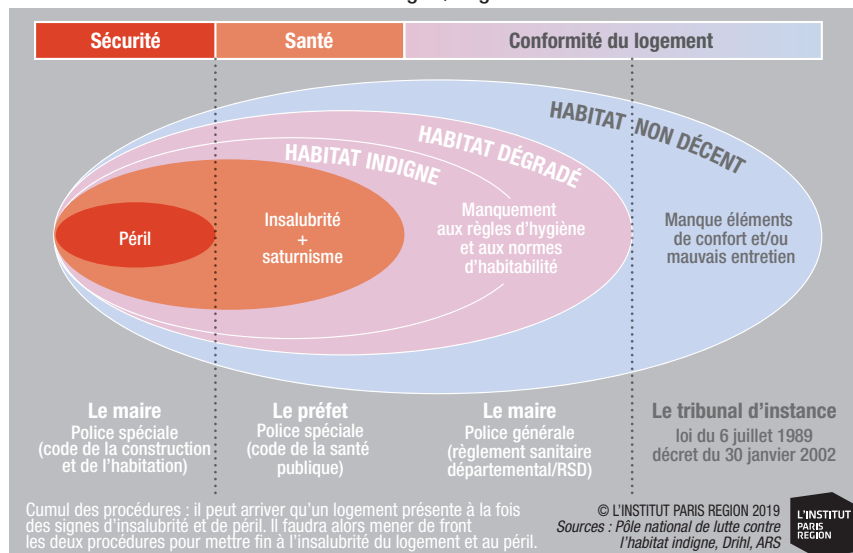 Sécurité
Santé
Conformité du logement
HABITAT NON DÉCENT
HABITAT DÉGRADÉ
HABITAT INDIGNE
Péril
Insalubrité
+
saturnisme
Manquement
aux règles d'hygiène
et aux normes
d'habitabilité
Manque éléments
de confort et/ou
mauvais entretien
Le maire
Police spéciale
(code de la construction
et de l'habitation)
Le préfet
Police spéciale
(code de la santé
publique)
Le maire
Police générale
(règlement sanitaire
départemental/RSD)
Le tribunal d'instance
loi du 6 juillet 1989
décret du 30 janvier 2002
Cumul des procédures : il peut arriver qu'un logement présente à la fois
des signes d'insalubrité et de péril. Il faudra alors mener de front
les deux procédures pour mettre fin à l'insalubrité du logement et au péril.
© L'INSTITUT PARIS REGION 2019
Sources : Pôle national de lutte contre
l'habitat indigne, Drihl, ARS
L'INSTITUT
PARIS
REGION